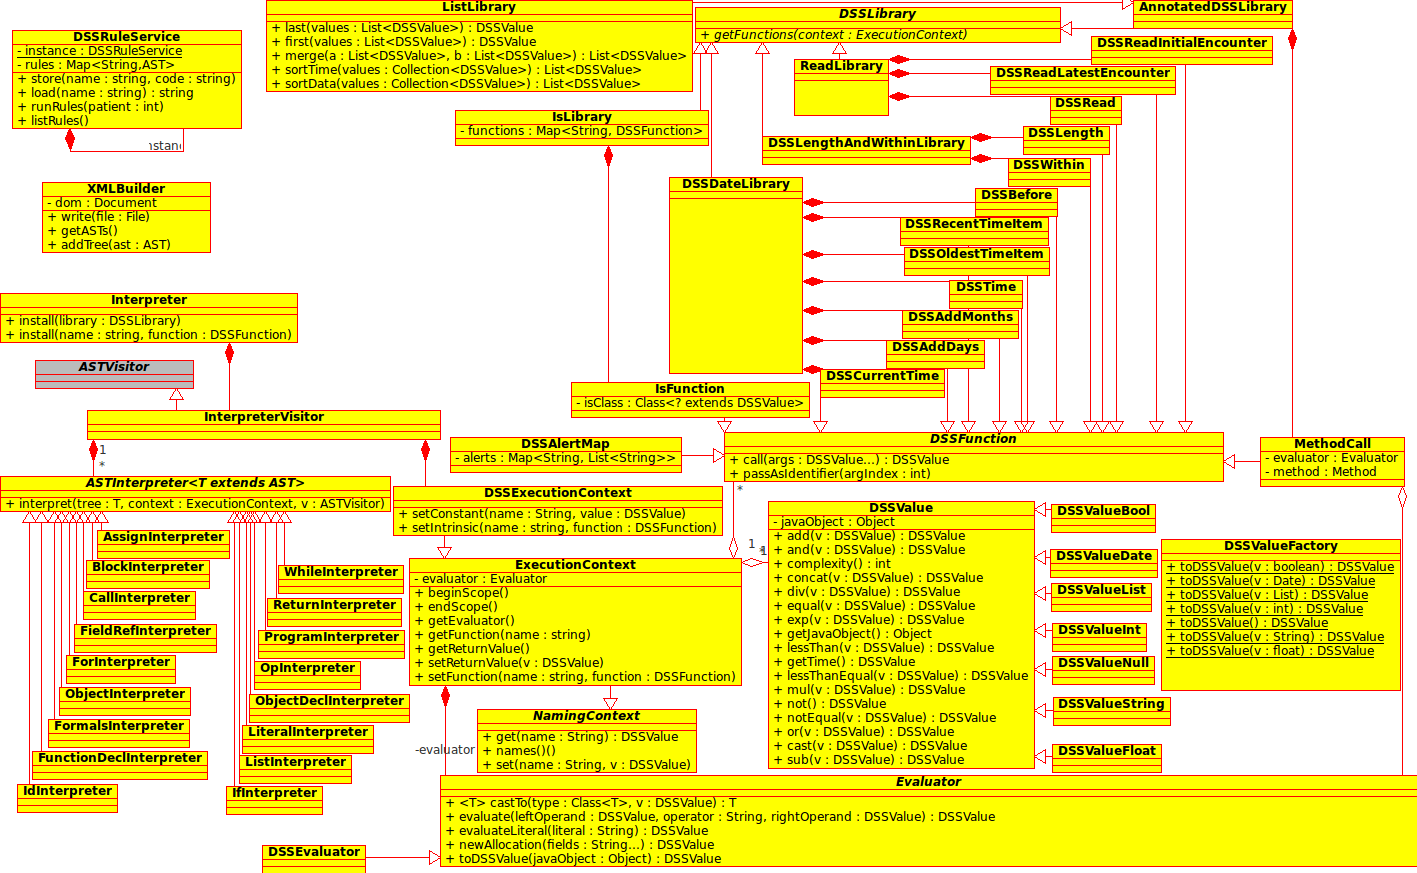 ListLibrary
+ last(values : List<DSSValue>) : DSSValue
+ first(values : List<DSSValue>) : DSSValue
+ merge(a : List<DSSValue>, b : List<DSSValue>) : List<DSSValue>
+ sortTime(values : Collection<DSSValue>) : List<DSSValue>
+ sortData(values : Collection<DSSValue>) : List<DSSValue>
DSSLibrary
+ getFunctions(context : ExecutionContext)
AnnotatedDSSLibrary
DSSRuleService
- instance : DSSRuleService
- rules : Map<String,AST>
+ store(name : string, code : string)
+ load(name : string) : string
+ runRules(patient : int)
+ listRules()
nstanc
ReadLibrary
DSSReadInitialEncounter
DSSReadLatestEncounter
DSSRead
IsLibrary
- functions : Map<String, DSSFunction>
DSSLengthAndWithinLibrary
DSSLength
DSSWithin
XMLBuilder
- dom : Document
+ write(file : File)
+ getASTs()
+ addTree(ast : AST)
DSSDateLibrary
DSSBefore
DSSRecentTimeItem
DSSOldestTimeItem
DSSTime
DSSAddMonths
DSSAddDays
DSSCurrentTime
Interpreter
+ install(library : DSSLibrary)
+ install(name : string, function : DSSFunction)
ASTVisitor
InterpreterVisitor
1
*
IsFunction
- isClass : Class<? extends DSSValue>
DSSAlertMap
- alerts : Map<String, List<String>>
DSSFunction
+ call(args : DSSValue...) : DSSValue
+ passAsIdentifier(argIndex : int)
MethodCall
- evaluator : Evaluator
- method : Method
ASTInterpreter<T extends AST>
+ interpret(tree : T, context : ExecutionContext, v : ASTVisitor)
DSSExecutionContext
+ setConstant(name : String, value : DSSValue)
+ setIntrinsic(name : string, function : DSSFunction)
*
1
*
1
ExecutionContext
- evaluator : Evaluator
+ beginScope()
+ endScope()
+ getEvaluator()
+ getFunction(name : string)
+ getReturnValue()
+ setReturnValue(v : DSSValue)
+ setFunction(name : string, function : DSSFunction)
DSSValue
- javaObject : Object
+ add(v : DSSValue) : DSSValue
+ and(v : DSSValue) : DSSValue
+ complexity() : int
+ concat(v : DSSValue) : DSSValue
+ div(v : DSSValue) : DSSValue
+ equal(v : DSSValue) : DSSValue
+ exp(v : DSSValue) : DSSValue
+ getJavaObject() : Object
+ lessThan(v : DSSValue) : DSSValue
+ getTime() : DSSValue
+ lessThanEqual(v : DSSValue) : DSSValue
+ mul(v : DSSValue) : DSSValue
+ not() : DSSValue
+ notEqual(v : DSSValue) : DSSValue
+ or(v : DSSValue) : DSSValue
+ cast(v : DSSValue) : DSSValue
+ sub(v : DSSValue) : DSSValue
DSSValueBool
DSSValueDate
DSSValueList
DSSValueInt
DSSValueNull
DSSValueString
DSSValueFloat
DSSValueFactory
+ toDSSValue(v : boolean) : DSSValue
+ toDSSValue(v : Date) : DSSValue
+ toDSSValue(v : List) : DSSValue
+ toDSSValue(v : int) : DSSValue
+ toDSSValue() : DSSValue
+ toDSSValue(v : String) : DSSValue
+ toDSSValue(v : float) : DSSValue
AssignInterpreter
BlockInterpreter
CallInterpreter
FieldRefInterpreter
ForInterpreter
ObjectInterpreter
FormalsInterpreter
FunctionDeclInterpreter
IdInterpreter
WhileInterpreter
ReturnInterpreter
ProgramInterpreter
OpInterpreter
ObjectDeclInterpreter
LiteralInterpreter
ListInterpreter
IfInterpreter
NamingContext
+ get(name : String) : DSSValue
+ names()()
+ set(name : String, v : DSSValue)
-evaluator
Evaluator
+ <T> castTo(type : Class<T>, v : DSSValue) : T
+ evaluate(leftOperand : DSSValue, operator : String, rightOperand : DSSValue) : DSSValue
+ evaluateLiteral(literal : String) : DSSValue
+ newAllocation(fields : String...) : DSSValue
+ toDSSValue(javaObject : Object) : DSSValue
DSSEvaluator